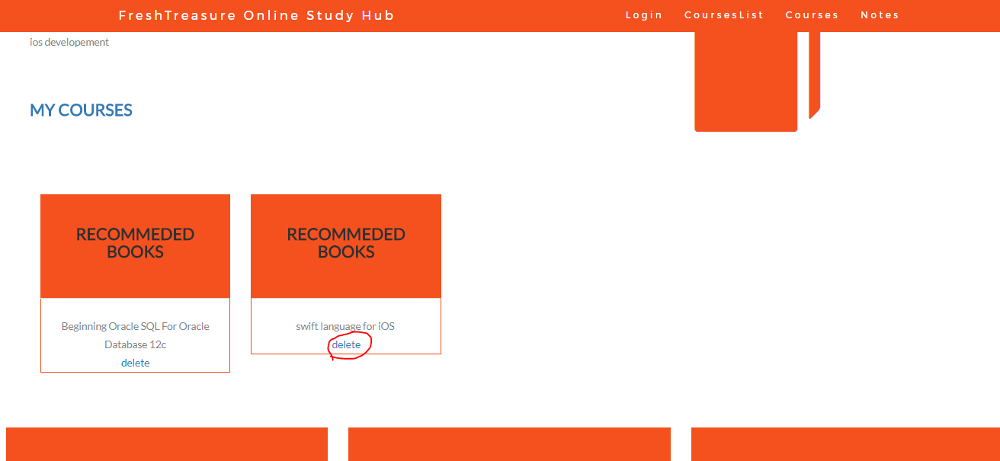 FreshTreasure Online Study Hub
Login CoursesList Courses Notes
ios developement
MY COURSES
RECOMMEDED
BOOKS
Beginning Oracle SQL For Oracle
Database 12c
delete
RECOMMEDED
BOOKS
swift language for iOS
delete